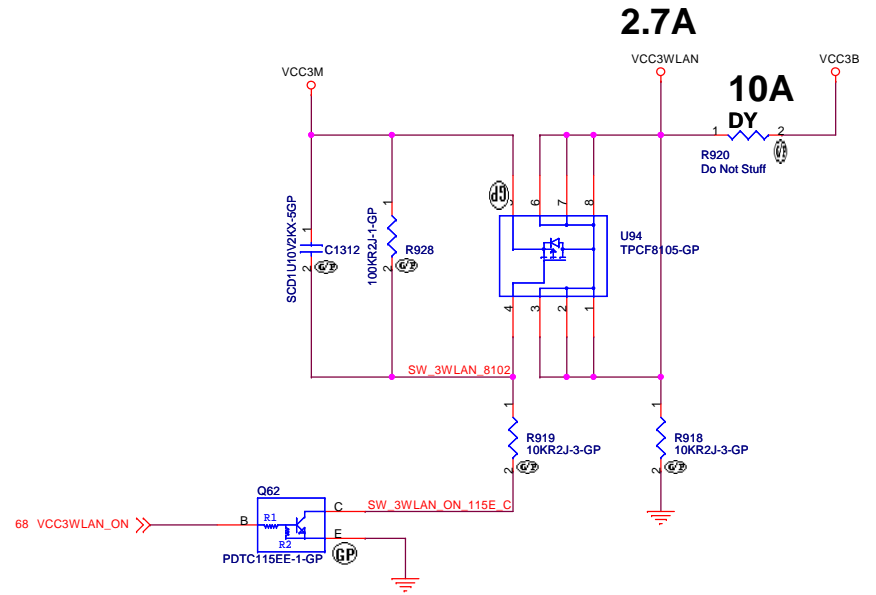 2.7A
VCC3M
VCC3WLAN
VCC3B
10A
DY
1
2
R920
Do Not Stuff
GP
5
6
7
8
SCD1U10V2KX-5GP
1
2
C1312
G/P
100KR2J-1-GP
1
2
R928
G/P
U94
TPCF8105-GP
4
3
2
1
SW_3WLAN_8102
1
2
R919
10KR2J-3-GP
G/P
1
2
R918
10KR2J-3-GP
G/P
Q62
68 VCC3WLAN_ON
B
R1
R2
C
E
SW_3WLAN_ON_115E_C
GP
PDTC115EE-1-GP
G/P